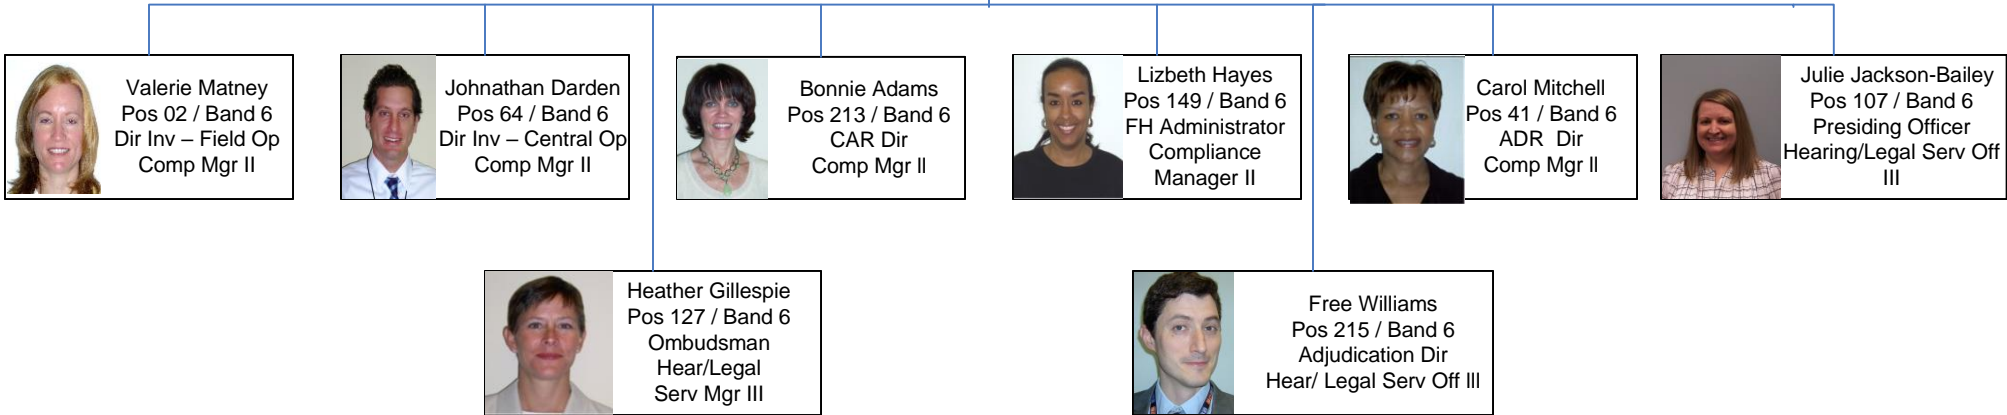 Valerie Matney
Pos 02 / Band 6
Dir Inv – Field Op
Comp Mgr II
Johnathan Darden
Pos 64 / Band 6
Dir Inv – Central Op
Comp Mgr II
Bonnie Adams
Pos 213 / Band 6
CAR Dir
Comp Mgr II
Lizbeth Hayes
Pos 149 / Band 6
FH Administrator
Compliance
Manager II
Carol Mitchell
Pos 41 / Band 6
ADR Dir
Comp Mgr II
Julie Jackson-Bailey
Pos 107 / Band 6
Presiding Officer
Hearing/Legal Serv Off
III
Heather Gillespie
Pos 127 / Band 6
Ombudsman
Hear/Legal
Serv Mgr III
Free Williams
Pos 215 / Band 6
Adjudication Dir
Hear/ Legal Serv Off III